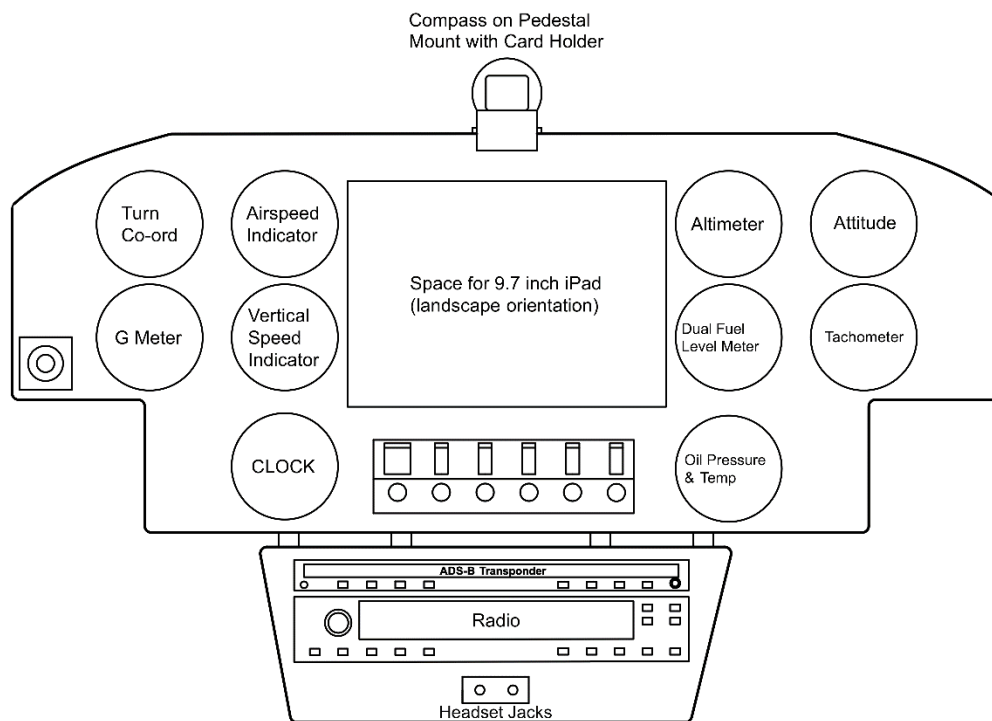 Compass on Pedestal
Mount with Card Holder
Turn
Co-ord
Airspeed
Indicator
Altimeter
Attitude
Space for 9.7 inch iPad
(landscape orientation)
G Meter
Vertical
Speed
Indicator
Dual Fuel
Level Meter
Tachometer
CLOCK
Oil Pressure
& Temp
ADS-B Transponder
Radio
Headset Jacks